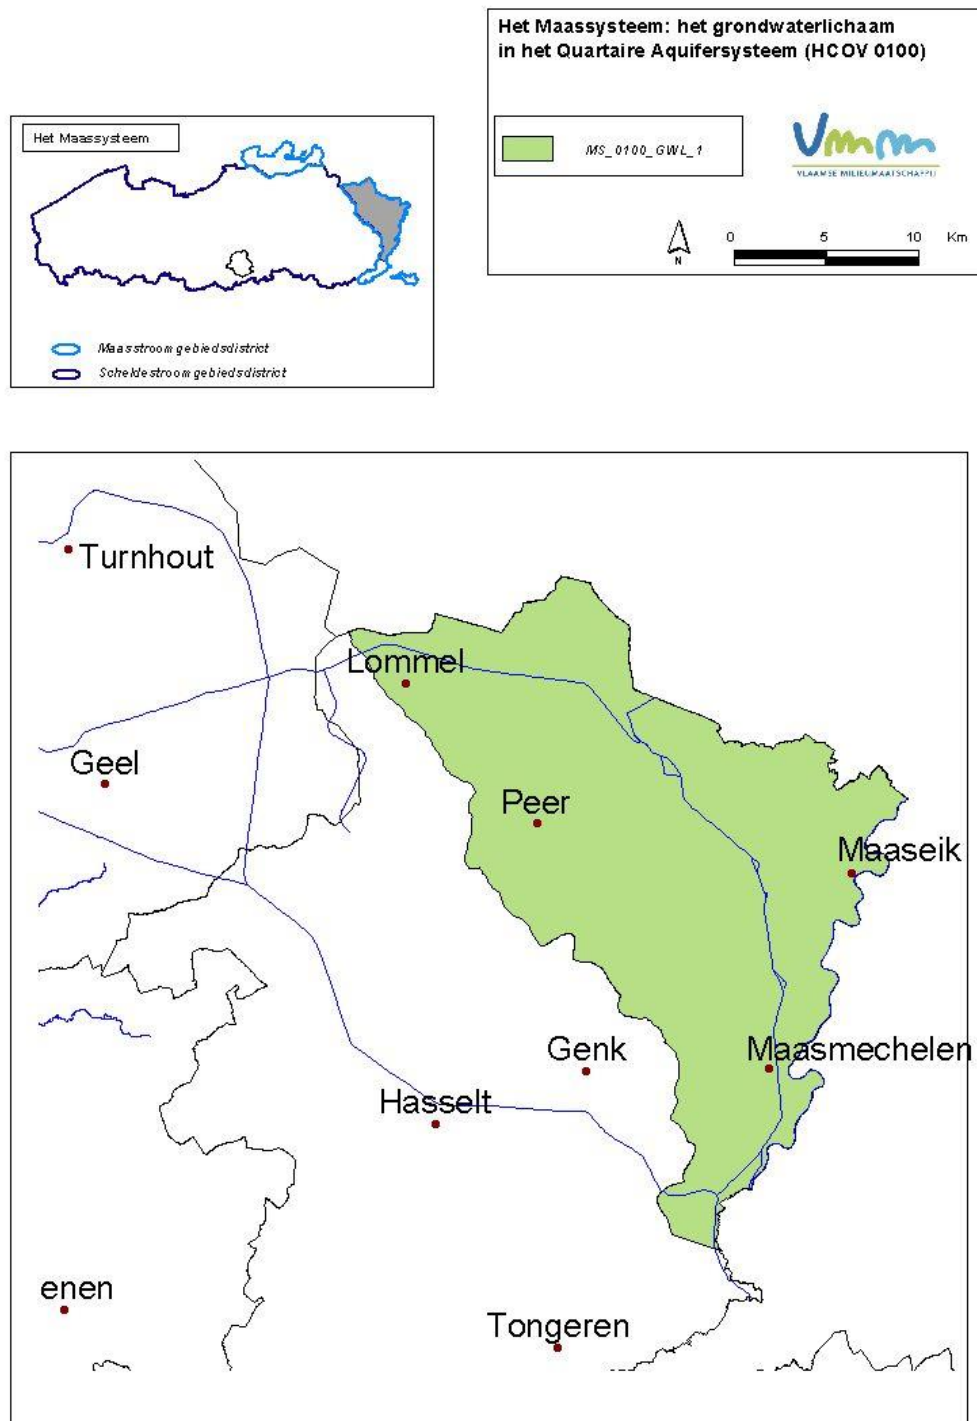 Het Maassysteem: het grondwaterlichaam
in het Quartaire Aquifersysteem (HCOV 0100)
MS_0100_GWL_1
Vmm
VLAAMSE MILIEUMAATSCHAPPIJ
N
0 5 10 Km
Het Maassysteem
Maasstroomgebiedsdistrict
Scheldestroomgebiedsdistrict
Turnhout
Lommel
Geel
Peer
Maaseik
Genk
Maasmechelen
Hasselt
enen
Tongeren